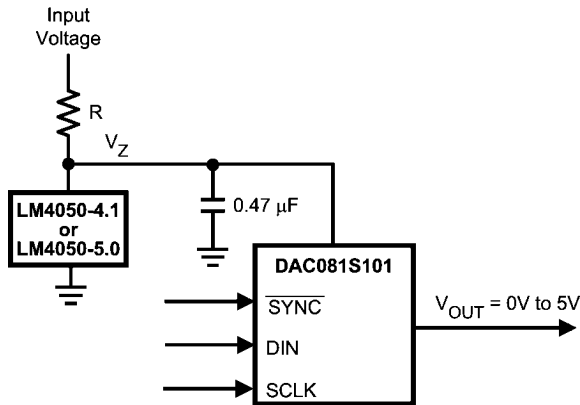 Input
Voltage
R
VZ
LM4050-4.1
or
LM4050-5.0
0.47 µF
DAC081S101
SYNC
DIN
SCLK
VOUT = 0V to 5V